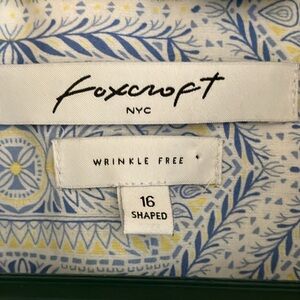 foxcroft
NYC
WRINKLE FREE
16
SHAPED